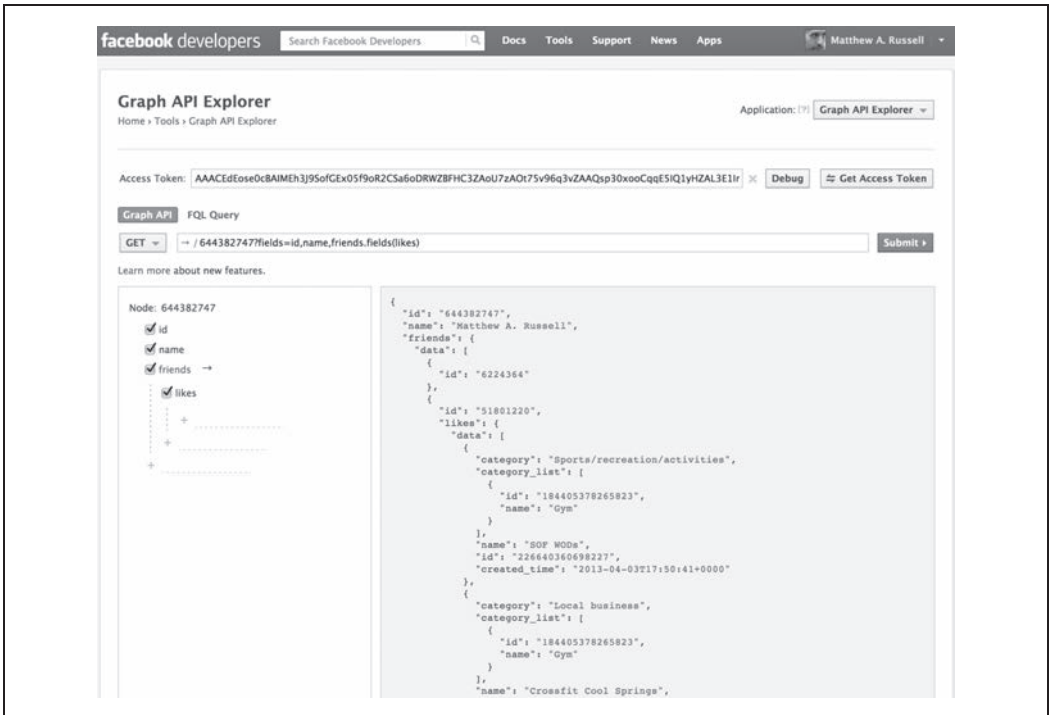 facebook developers Search Facebook Developers Docs Tools Support News Apps Matthew A. Russell
Graph API Explorer
Home › Tools › Graph API Explorer
Application: [?] Graph API Explorer
Access Token: AAACEdEose0cBAIMEh3J9SofGEx05f9oR2CSa6oDRWZBFHC3ZAoU7zAOt75v96q3vZAAQsp30xooCqqE5IQ1yHZAL3E1Ir Debug Get Access Token
Graph API FQL Query
GET → / 644382747?fields=id,name,friends.fields(likes) Submit
Learn more about new features.
Node: 644382747
id
name
friends →
likes
+
+
+
{
"id": "644382747",
"name": "Matthew A. Russell",
"friends": {
"data": [
{
"id": "6224364"
},
{
"id": "51801220",
"likes": {
"data": [
{
"category": "Sports/recreation/activities",
"category_list": [
{
"id": "184405378265823",
"name": "Gym"
}
],
"name": "SOF WODs",
"id": "226640360698227",
"created_time": "2013-04-03T17:50:41+0000"
},
{
"category": "Local business",
"category_list": [
{
"id": "184405378265823",
"name": "Gym"
}
],
"name": "Crossfit Cool Springs",